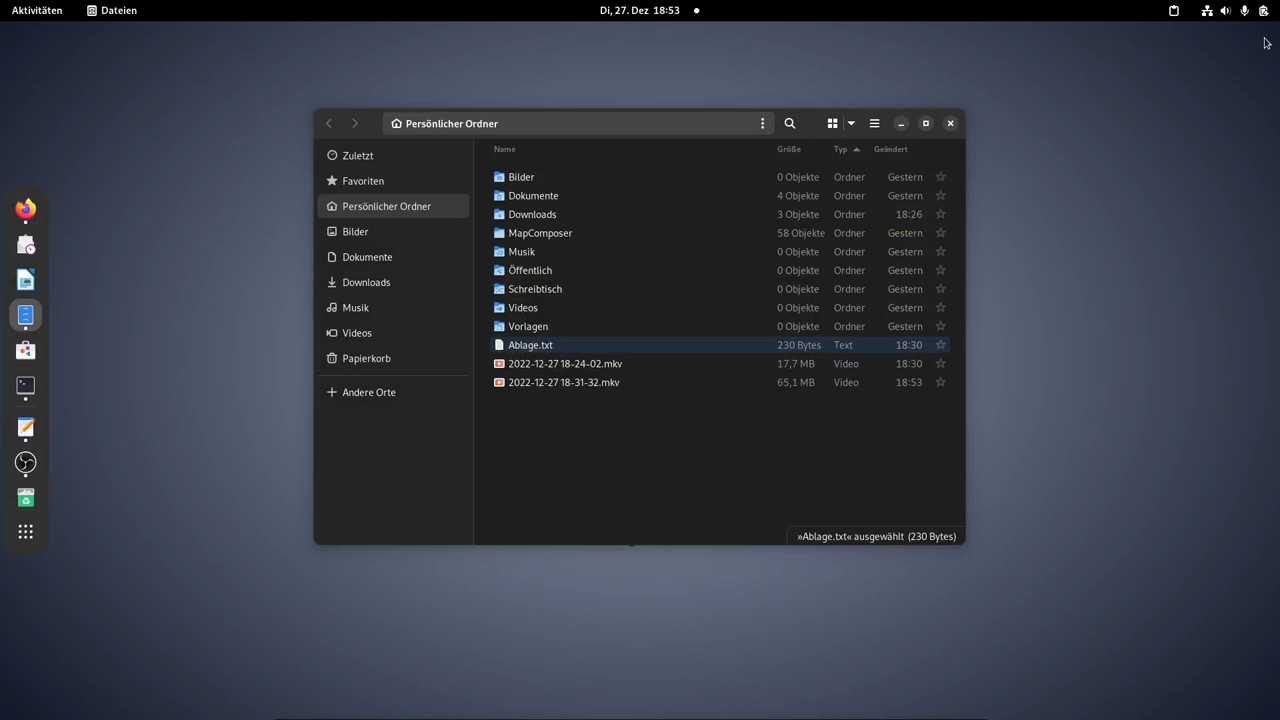 Aktivitäten Dateien Di, 27. Dez 18:53
Persönlicher Ordner
Name Größe Typ Geändert
Zuletzt
Favoriten
Persönlicher Ordner
Bilder
Dokumente
Downloads
Musik
Videos
Papierkorb
Andere Orte
Bilder 0 Objekte Ordner Gestern
Dokumente 4 Objekte Ordner Gestern
Downloads 3 Objekte Ordner 18:26
MapComposer 58 Objekte Ordner Gestern
Musik 0 Objekte Ordner Gestern
Öffentlich 0 Objekte Ordner Gestern
Schreibtisch 0 Objekte Ordner Gestern
Videos 0 Objekte Ordner Gestern
Vorlagen 0 Objekte Ordner Gestern
Ablage.txt 230 Bytes Text 18:30
2022-12-27 18-24-02.mkv 17,7 MB Video 18:30
2022-12-27 18-31-32.mkv 65,1 MB Video 18:53
»Ablage.txt« ausgewählt (230 Bytes)